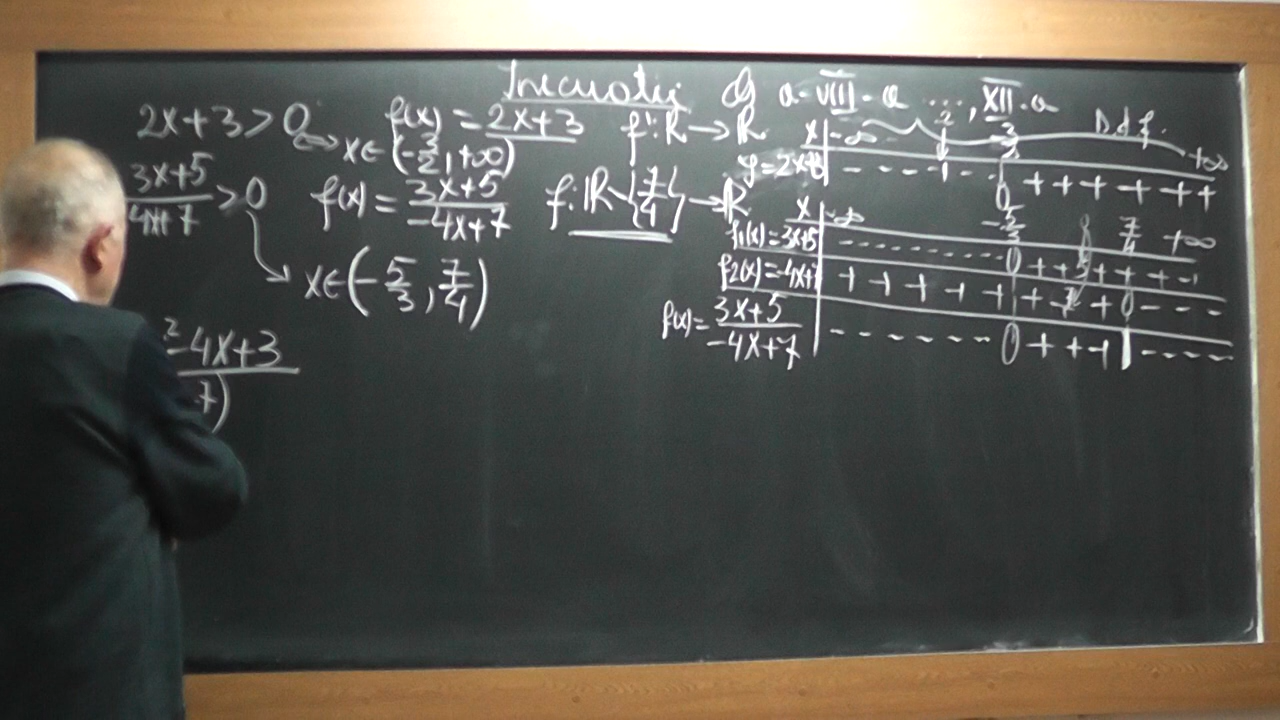 Inecuații a-VIII-a ..., XII-a
2x+3>0 f(x) = 2x+3 f:R→R
x∈(-3/2, +∞)
x -∞ -3/2 +∞
y=2x+3 - - - - - 0 + + + + + +
(3x+5)/(-4x+7) >0 f(x) = (3x+5)/(-4x+7) f:R\{7/4}→R
x∈(-5/3, 7/4)
x -∞ -5/3 7/4 +∞
f1(x)=3x+5 - - - - - - - 0 + + + + + -
f2(x)=-4x+7 + + + + + + + 0 - - -
f(x)= (3x+5)/(-4x+7) - - - - - - - 0 + + + | - - - - -
2-4x+3
7)